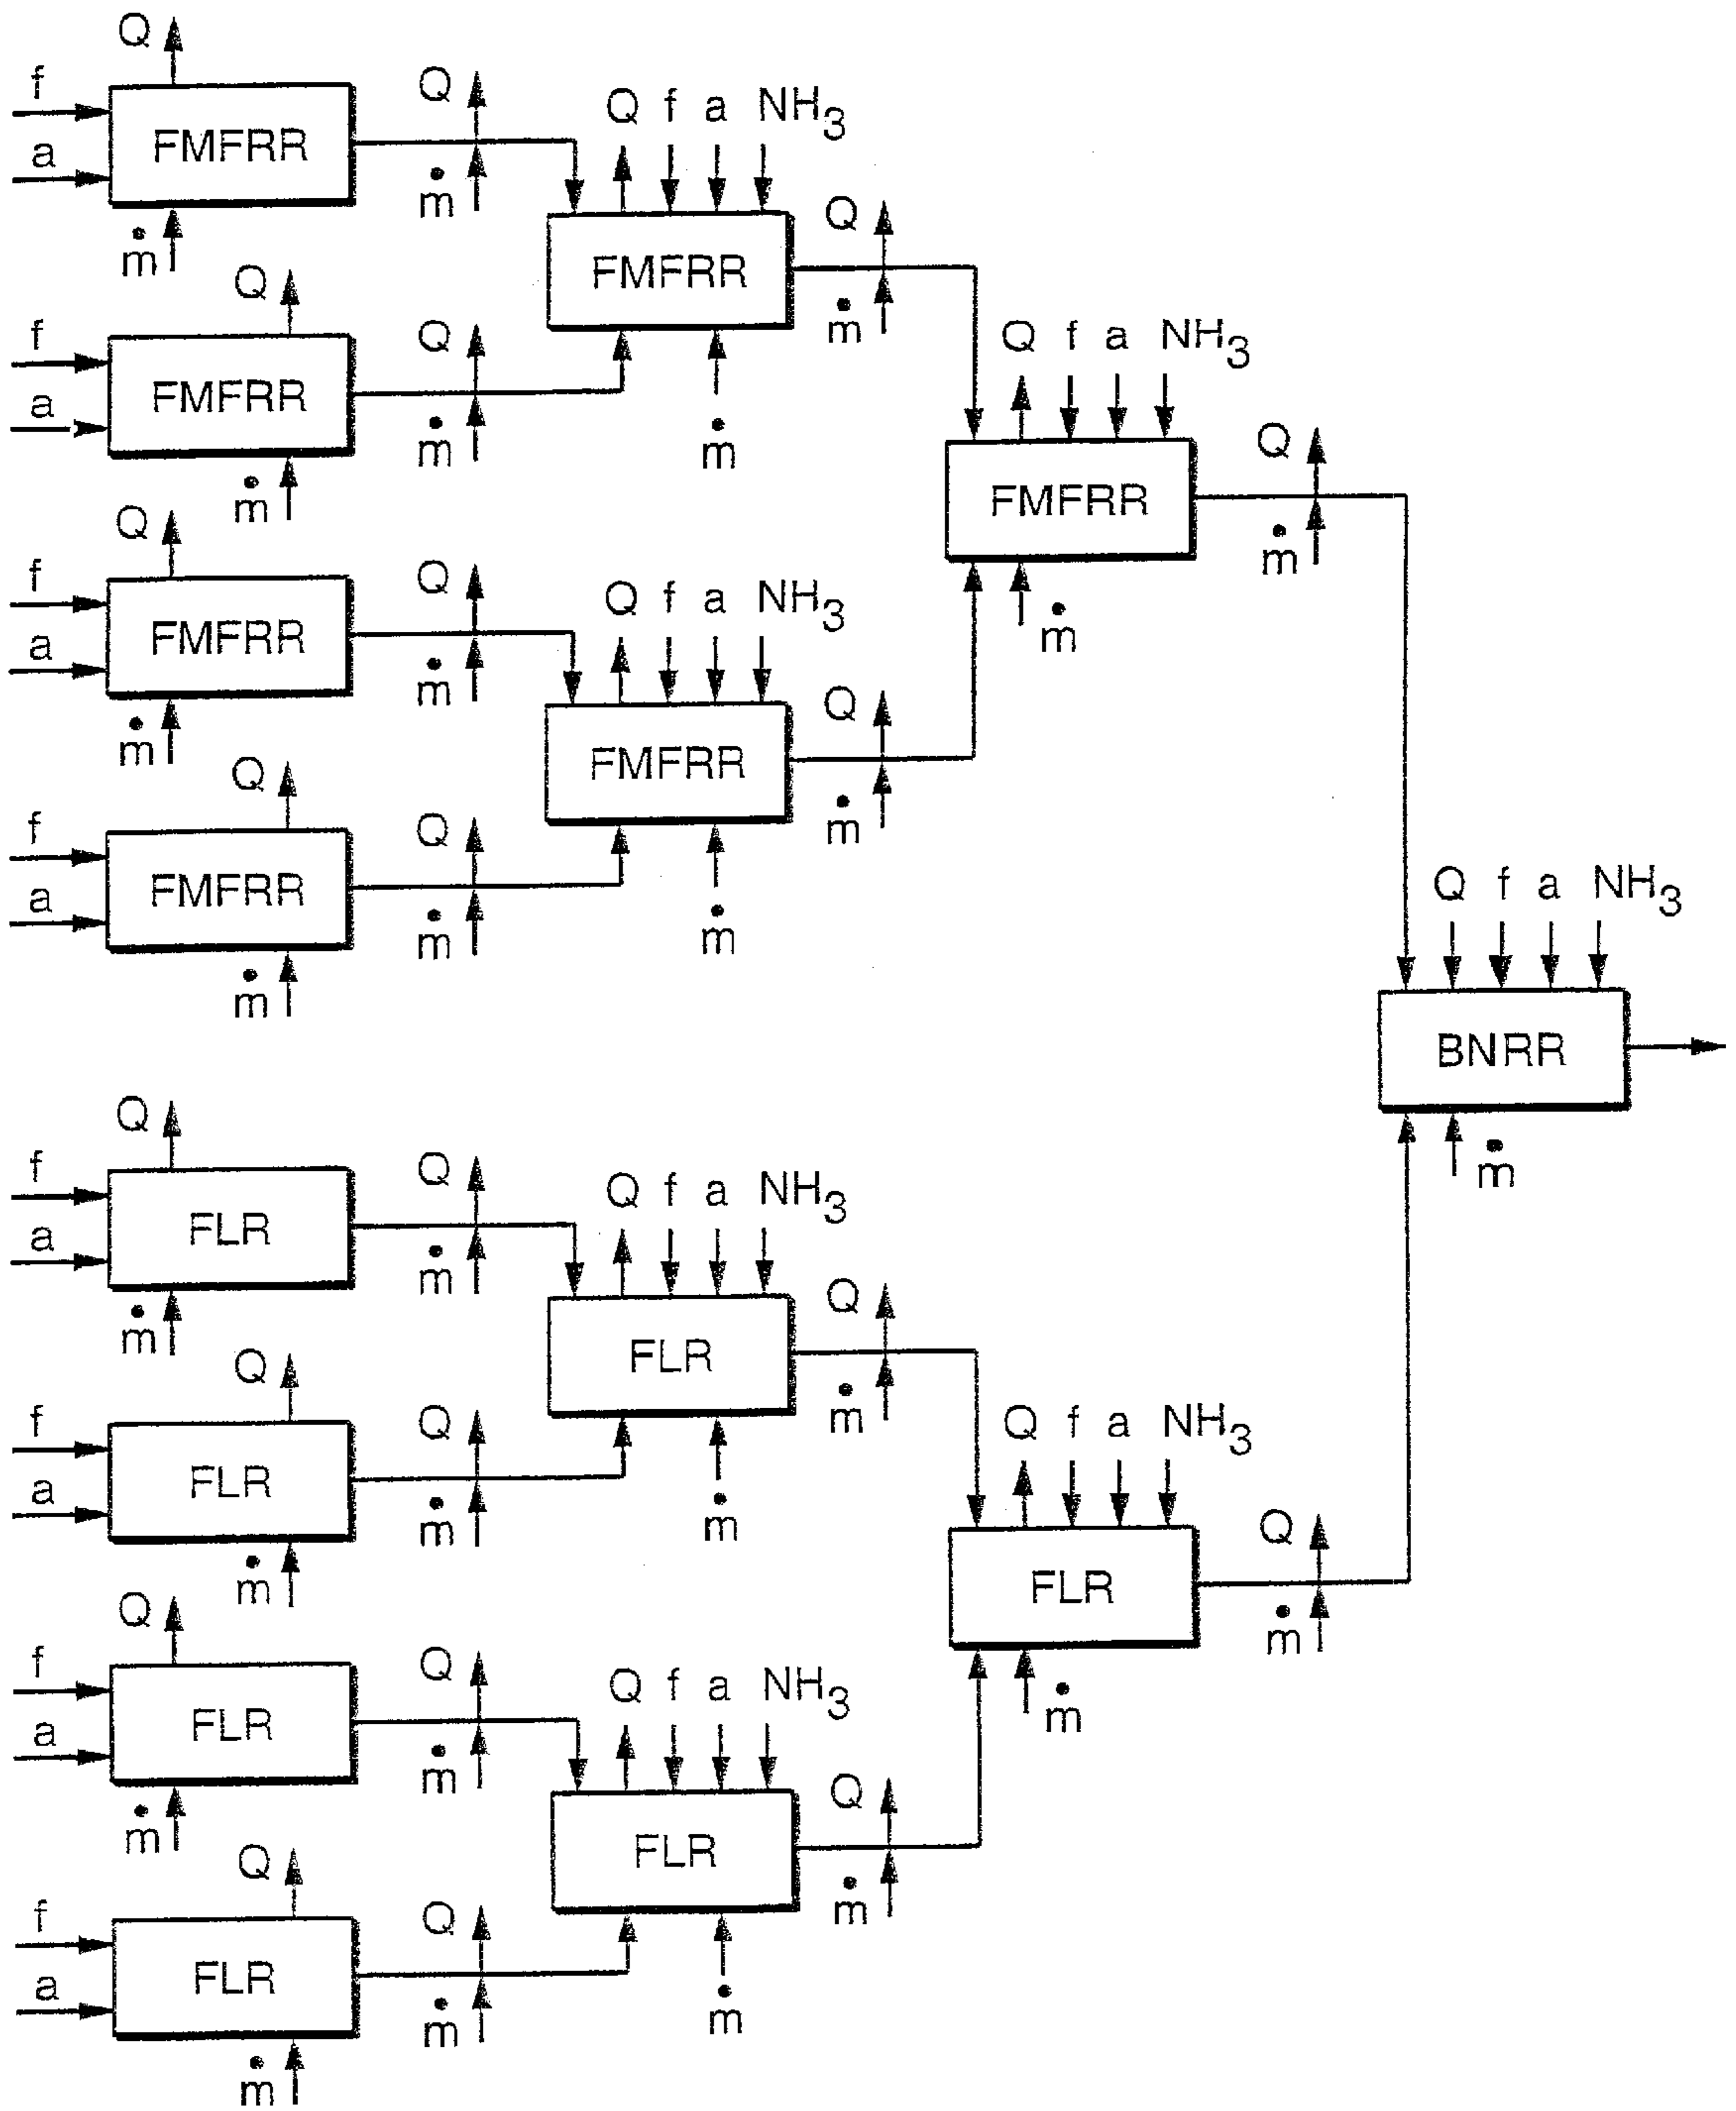 Q
f
a
FMFRR
ṁ
Q
ṁ
Q f a NH3
FMFRR
ṁ
Q
ṁ
Q
f
a
FMFRR
ṁ
Q
ṁ
Q f a NH3
FMFRR
ṁ
Q
ṁ
Q
f
a
FMFRR
ṁ
Q
ṁ
Q f a NH3
FMFRR
ṁ
Q
ṁ
Q
f
a
FMFRR
ṁ
Q
ṁ
Q f a NH3
BNRR
ṁ
Q
f
a
FLR
ṁ
Q
ṁ
Q f a NH3
FLR
ṁ
Q
ṁ
Q
f
a
FLR
ṁ
Q
ṁ
Q f a NH3
FLR
ṁ
Q
ṁ
Q
f
a
FLR
ṁ
Q
ṁ
Q f a NH3
FLR
ṁ
Q
ṁ
Q
f
a
FLR
ṁ
Q
ṁ